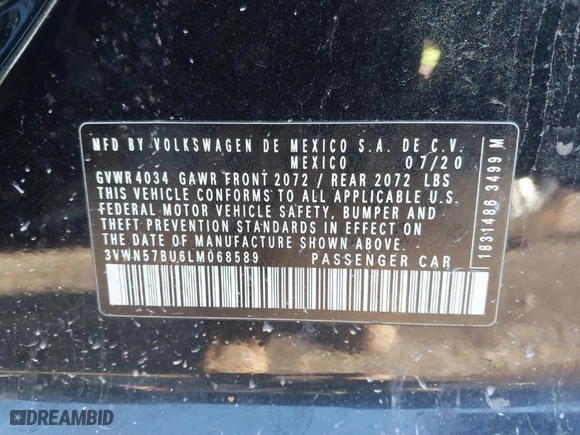 MFD BY VOLKSWAGEN DE MEXICO S.A. DE C.V.
MEXICO 07/20
GVWR4034 GAWR FRONT 2072 / REAR 2072 LBS
THIS VEHICLE CONFORMS TO ALL APPLICABLE U.S.
FEDERAL MOTOR VEHICLE SAFETY, BUMPER AND
THEFT PREVENTION STANDARDS IN EFFECT ON
THE DATE OF MANUFACTURE SHOWN ABOVE.
3VWN57BU6LM068589 PASSENGER CAR
1831486 3499 M
DREAMBID